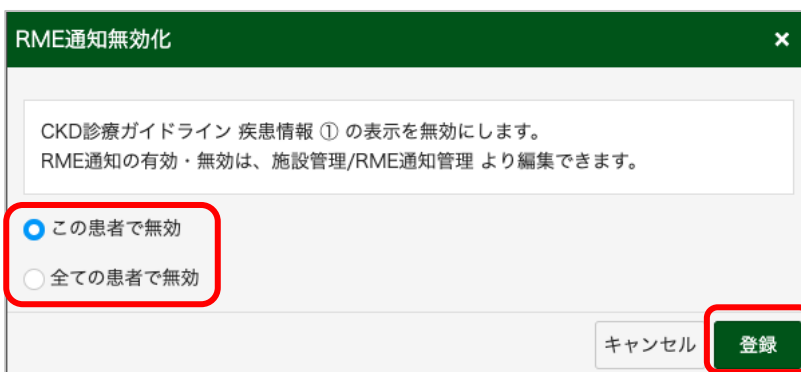 RME通知無効化 ×
CKD診療ガイドライン 疾患情報 ① の表示を無効にします。
RME通知の有効・無効は、施設管理/RME通知管理 より編集できます。
この患者で無効
全ての患者で無効
キャンセル 登録